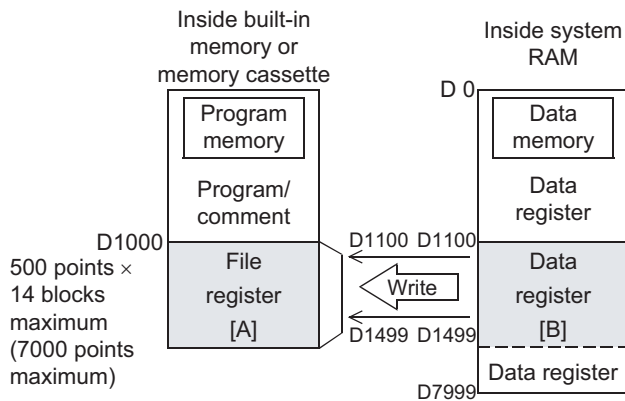 Inside built-in
memory or
memory cassette
Program
memory
Program/
comment
D1000
500 points ×
14 blocks
maximum
(7000 points
maximum)
File
register
[A]
D1100 D1100
Write
D1499 D1499
Inside system
RAM
D 0
Data
memory
Data
register
Data
register
[B]
Data register
D7999